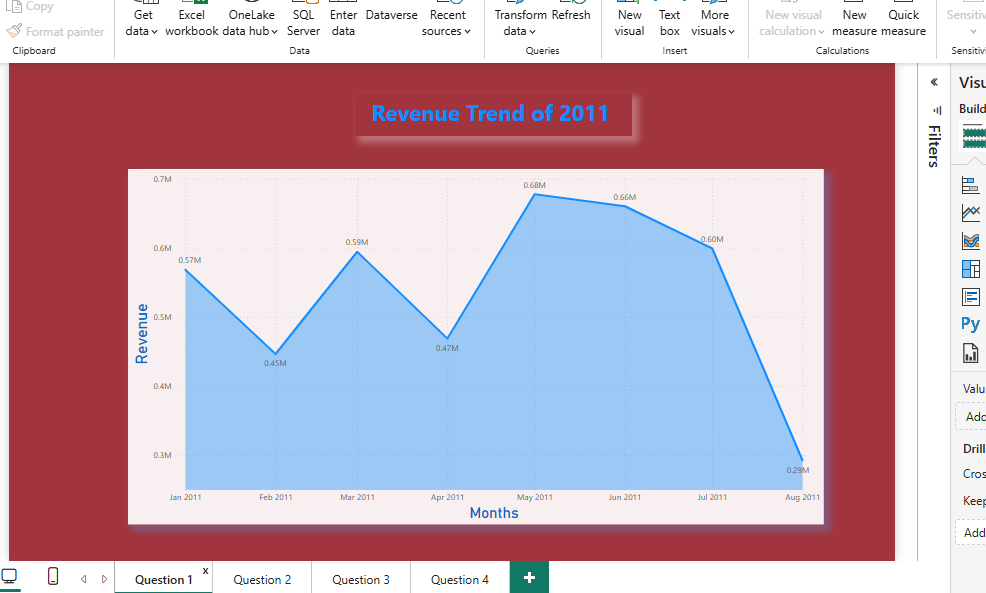 Copy
Format painter
Clipboard
Get data
Excel workbook
OneLake data hub
SQL Server
Enter data
Dataverse
Recent sources
Data
Transform data
Refresh
Queries
New visual
Text box
More visuals
Insert
New visual calculation
New measure
Quick measure
Calculations
Sensitiv
Sensitivi
Revenue Trend of 2011
0.7M
0.6M
0.5M
0.4M
0.3M
Revenue
0.57M
0.45M
0.59M
0.47M
0.68M
0.66M
0.60M
0.29M
Jan 2011
Feb 2011
Mar 2011
Apr 2011
May 2011
Jun 2011
Jul 2011
Aug 2011
Months
«
Filters
Visu
Build
Py
Valu
Add
Drill
Cros
Keep
Add
Question 1
x
Question 2
Question 3
Question 4
+